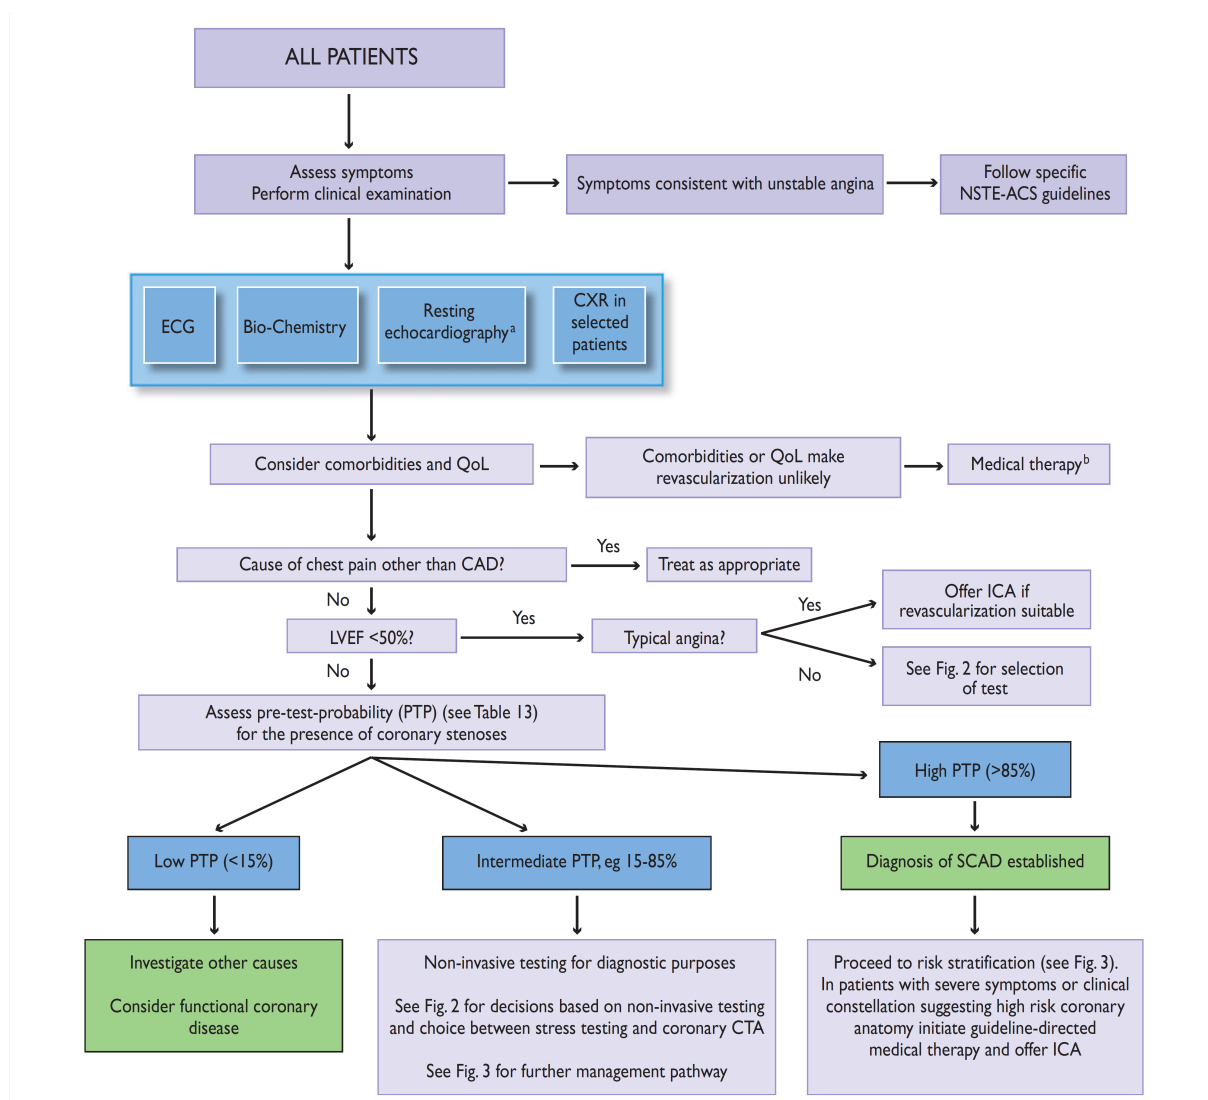 ALL PATIENTS
Assess symptoms
Perform clinical examination
Symptoms consistent with unstable angina
Follow specific
NSTE-ACS guidelines
ECG
Bio-Chemistry
Resting
echocardiographyᵃ
CXR in
selected
patients
Consider comorbidities and QoL
Comorbidities or QoL make
revascularization unlikely
Medical therapyᵇ
Cause of chest pain other than CAD?
Yes
Treat as appropriate
No
LVEF <50%?
Yes
Typical angina?
Yes
Offer ICA if
revascularization suitable
No
See Fig. 2 for selection
of test
No
Assess pre-test-probability (PTP) (see Table 13)
for the presence of coronary stenoses
High PTP (>85%)
Low PTP (<15%)
Intermediate PTP, eg 15-85%
Diagnosis of SCAD established
Investigate other causes
Consider functional coronary
disease
Non-invasive testing for diagnostic purposes
See Fig. 2 for decisions based on non-invasive testing
and choice between stress testing and coronary CTA
See Fig. 3 for further management pathway
Proceed to risk stratification (see Fig. 3).
In patients with severe symptoms or clinical
constellation suggesting high risk coronary
anatomy initiate guideline-directed
medical therapy and offer ICA